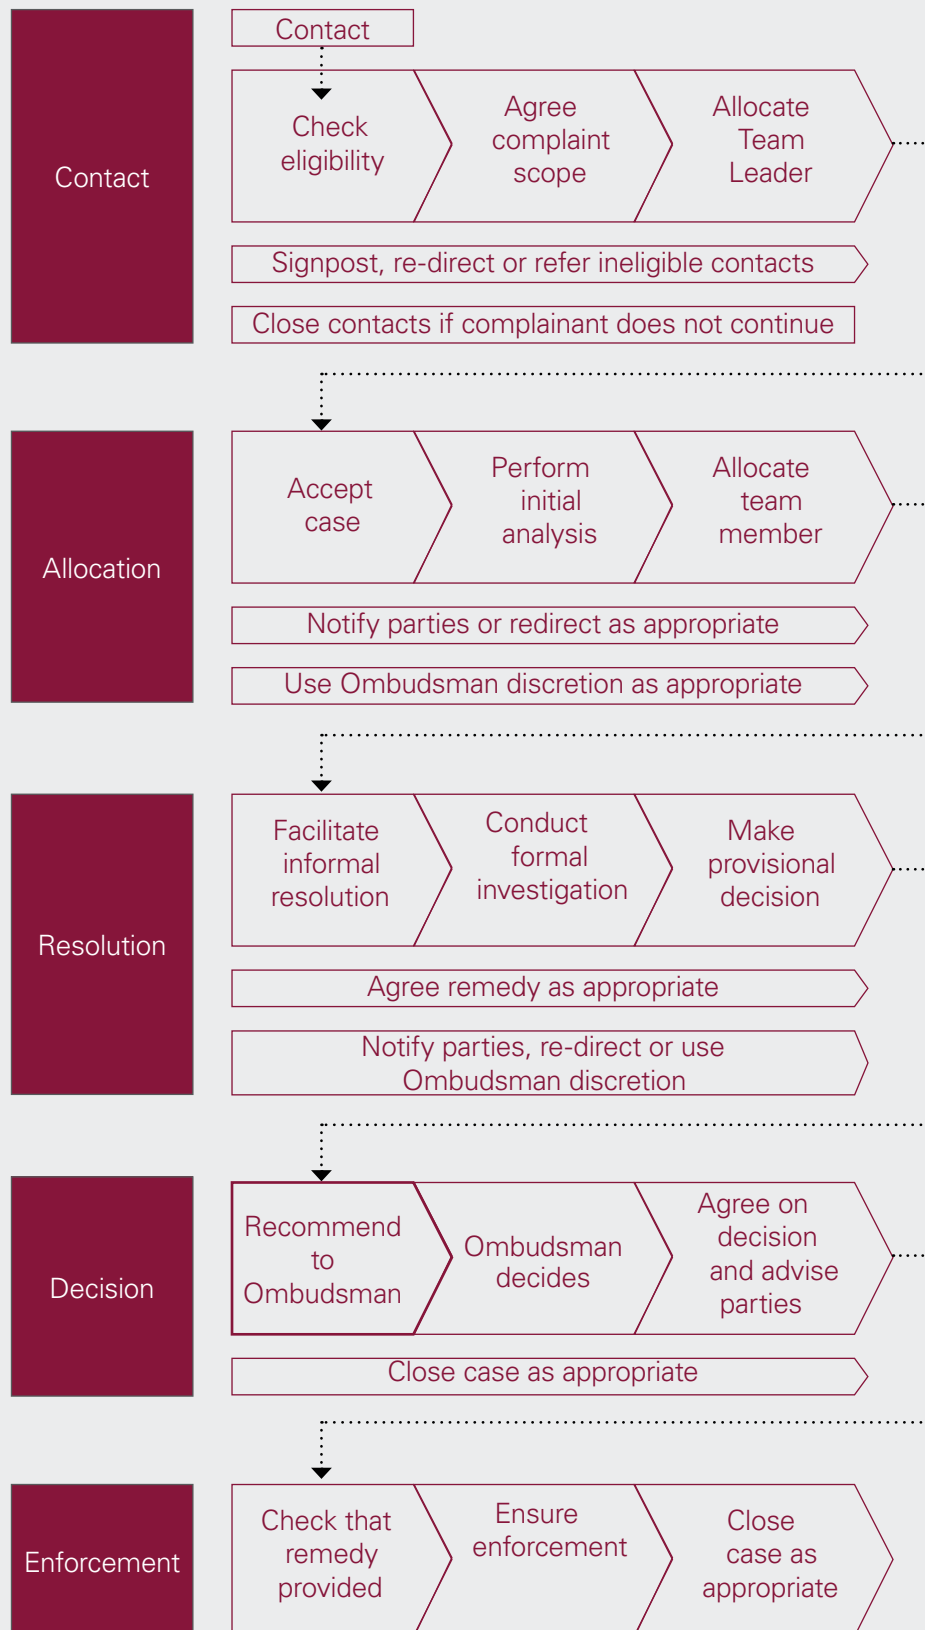 Contact
Contact
Check
eligibility
Agree
complaint
scope
Allocate
Team
Leader
Signpost, re-direct or refer ineligible contacts
Close contacts if complainant does not continue
Allocation
Accept
case
Perform
initial
analysis
Allocate
team
member
Notify parties or redirect as appropriate
Use Ombudsman discretion as appropriate
Resolution
Facilitate
informal
resolution
Conduct
formal
investigation
Make
provisional
decision
Agree remedy as appropriate
Notify parties, re-direct or use
Ombudsman discretion
Decision
Recommend
to
Ombudsman
Ombudsman
decides
Agree on
decision
and advise
parties
Close case as appropriate
Enforcement
Check that
remedy
provided
Ensure
enforcement
Close
case as
appropriate